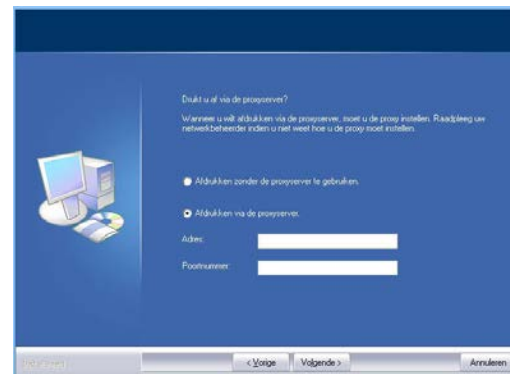 Drukt u af via de proxyserver?
Wanneer u wilt afdrukken via de proxyserver, moet u de proxy instellen. Raadpleeg uw
netwerkbeheerder indien u niet weet hoe u de proxy moet instellen.
Afdrukken zonder de proxyserver te gebruiken.
Afdrukken via de proxyserver.
Adres:
Poortnummer:
< Vorige
Volgende >
Annuleren